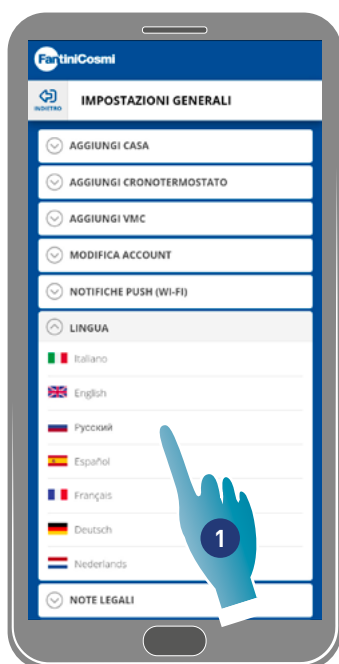 FantiniCosmi
INDIETRO
IMPOSTAZIONI GENERALI
AGGIUNGI CASA
AGGIUNGI CRONOTERMOSTATO
AGGIUNGI VMC
MODIFICA ACCOUNT
NOTIFICHE PUSH (WI-FI)
LINGUA
Italiano
English
Русский
Español
Français
Deutsch
Nederlands
1
NOTE LEGALI